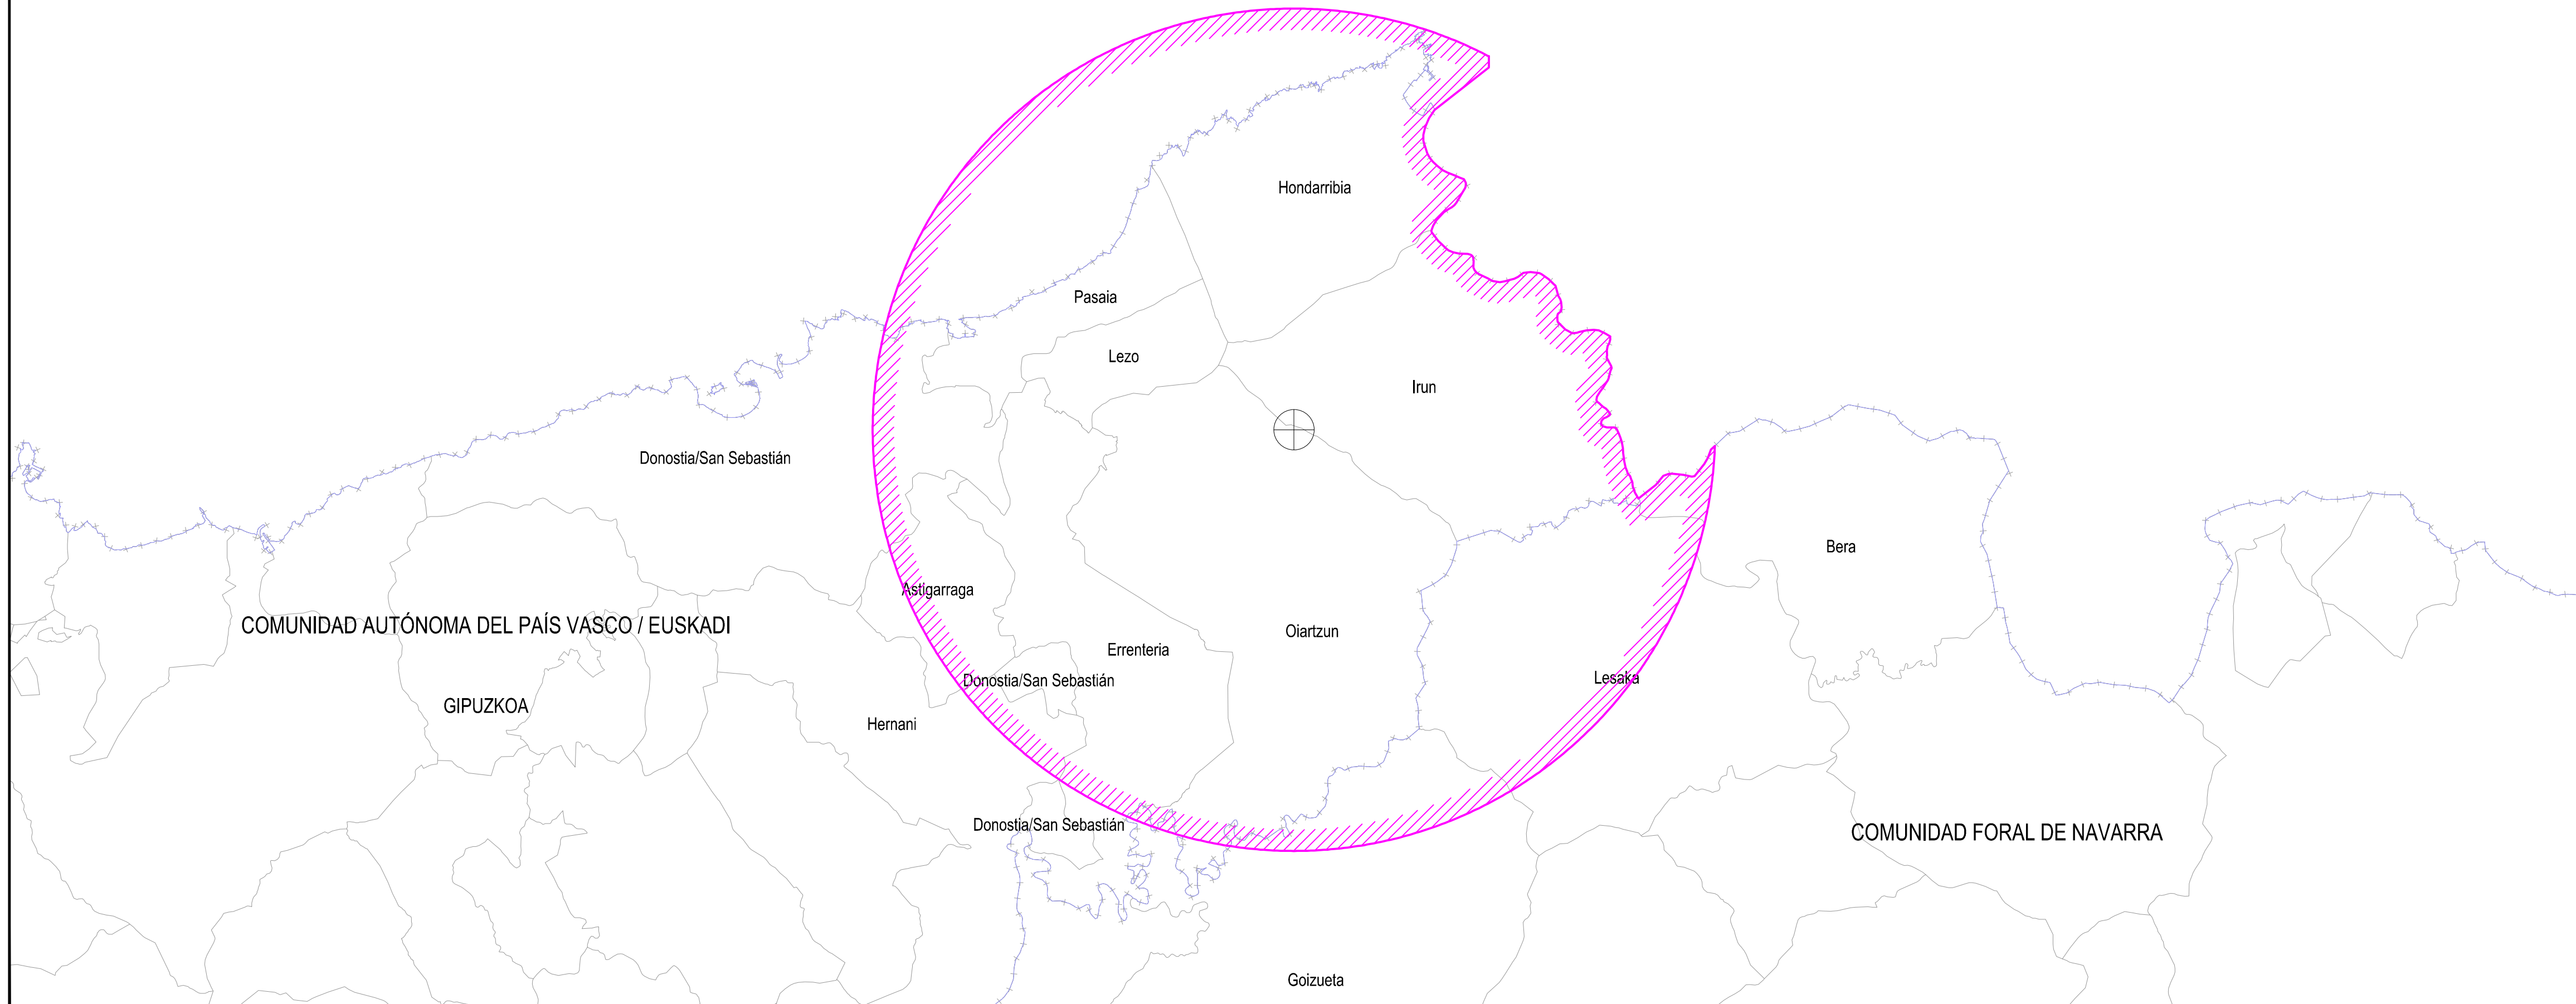 Hondarribia
Pasaia
Lezo
Irun
Donostia/San Sebastián
Bera
Astigarraga
COMUNIDAD AUTÓNOMA DEL PAÍS VASCO / EUSKADI
Oiartzun
Errenteria
Lesaka
Donostia/San Sebastián
GIPUZKOA
Hernani
Donostia/San Sebastián
COMUNIDAD FORAL DE NAVARRA
Goizueta